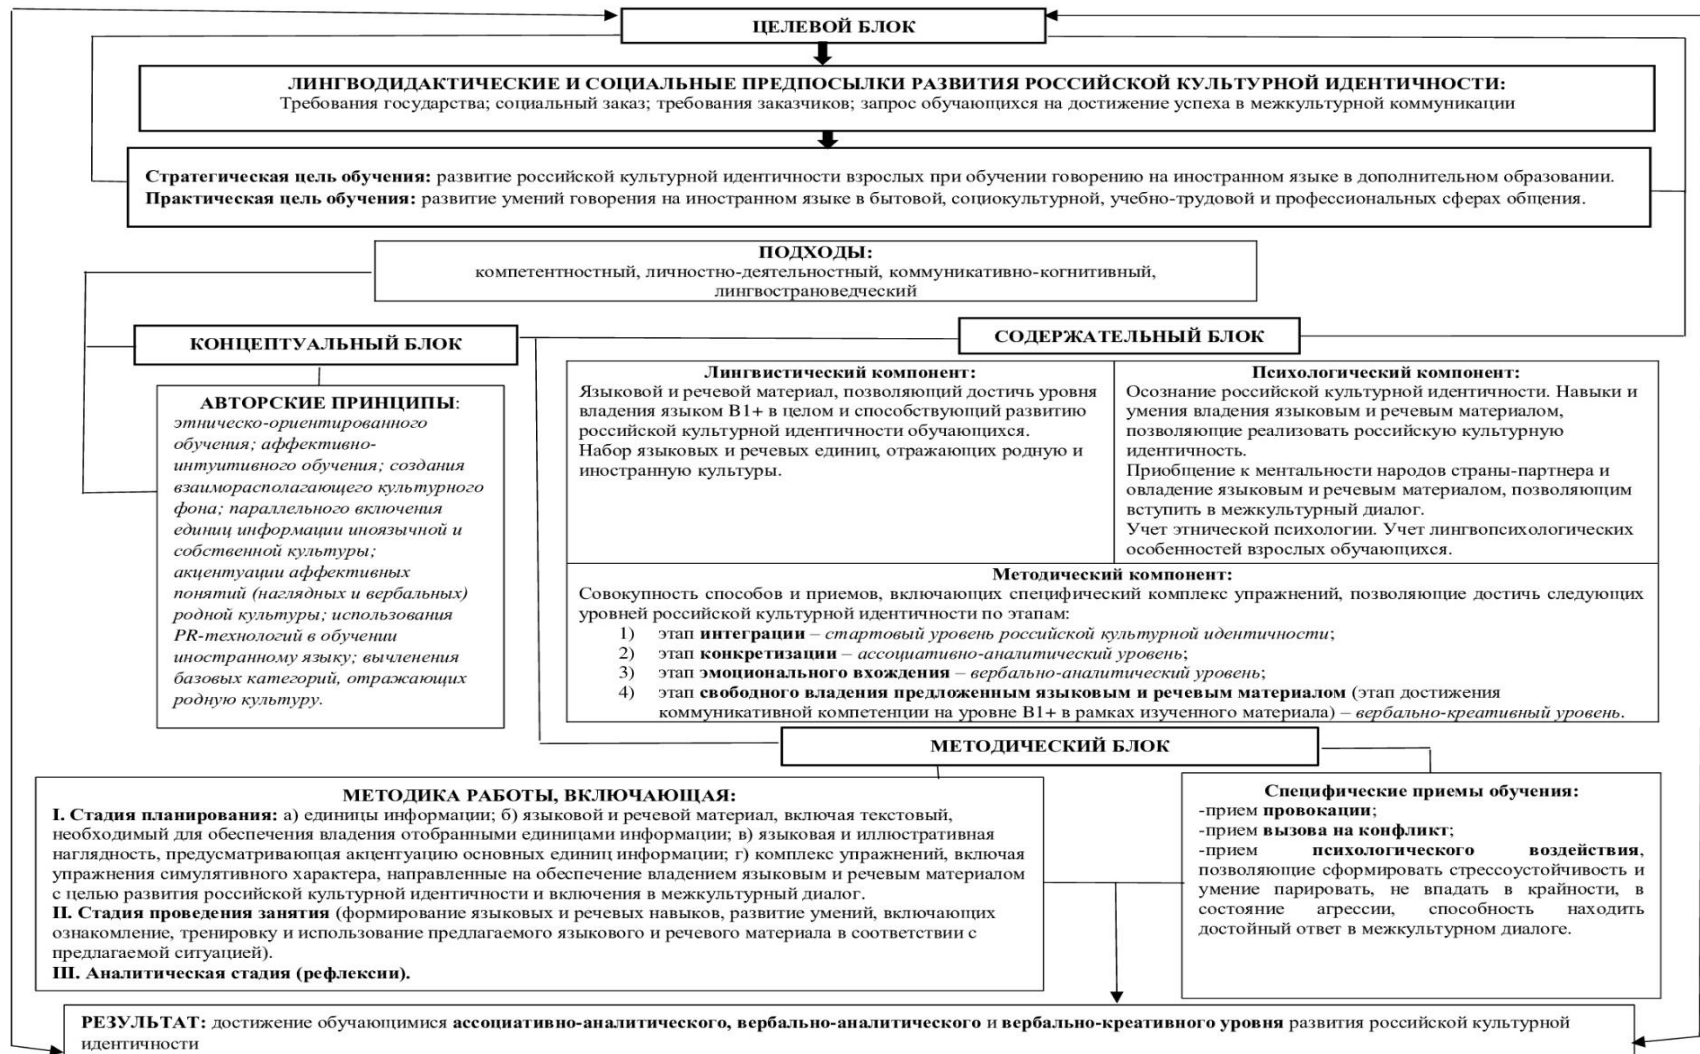 ЦЕЛЕВОЙ БЛОК
ЛИНГВОДИДАКТИЧЕСКИЕ И СОЦИАЛЬНЫЕ ПРЕДПОСЫЛКИ РАЗВИТИЯ РОССИЙСКОЙ КУЛЬТУРНОЙ ИДЕНТИЧНОСТИ:
Требования государства; социальный заказ; требования заказчиков; запрос обучающихся на достижение успеха в межкультурной коммуникации
Стратегическая цель обучения: развитие российской культурной идентичности взрослых при обучении говорению на иностранном языке в дополнительном образовании.
Практическая цель обучения: развитие умений говорения на иностранном языке в бытовой, социокультурной, учебно-трудовой и профессиональных сферах общения.
ПОДХОДЫ:
компетентностный, личностно-деятельностный, коммуникативно-когнитивный,
лингвострановедческий
КОНЦЕПТУАЛЬНЫЙ БЛОК
АВТОРСКИЕ ПРИНЦИПЫ:
этническо-ориентированного
обучения; аффективно-
интуитивного обучения; создания
взаиморасполагающего культурного
фона; параллельного включения
единиц информации иноязычной и
собственной культуры;
акцентуации аффективных
понятий (наглядных и вербальных)
родной культуры; использования
PR-технологий в обучении
иностранному языку; вычленения
базовых категорий, отражающих
родную культуру.
СОДЕРЖАТЕЛЬНЫЙ БЛОК
Лингвистический компонент:
Языковой и речевой материал, позволяющий достичь уровня
владения языком В1+ в целом и способствующий развитию
российской культурной идентичности обучающихся.
Набор языковых и речевых единиц, отражающих родную и
иностранную культуры.
Психологический компонент:
Осознание российской культурной идентичности. Навыки и
умения владения языковым и речевым материалом,
позволяющие реализовать российскую культурную
идентичность.
Приобщение к ментальности народов страны-партнера и
овладение языковым и речевым материалом, позволяющим
вступить в межкультурный диалог.
Учет этнической психологии. Учет лингвопсихологических
особенностей взрослых обучающихся.
Методический компонент:
Совокупность способов и приемов, включающих специфический комплекс упражнений, позволяющие достичь следующих
уровней российской культурной идентичности по этапам:
1) этап интеграции – стартовый уровень российской культурной идентичности;
2) этап конкретизации – ассоциативно-аналитический уровень;
3) этап эмоционального вхождения – вербально-аналитический уровень;
4) этап свободного владения предложенным языковым и речевым материалом (этап достижения
коммуникативной компетенции на уровне В1+ в рамках изученного материала) – вербально-креативный уровень.
МЕТОДИЧЕСКИЙ БЛОК
МЕТОДИКА РАБОТЫ, ВКЛЮЧАЮЩАЯ:
I. Стадия планирования: а) единицы информации; б) языковой и речевой материал, включая текстовый,
необходимый для обеспечения владения отобранными единицами информации; в) языковая и иллюстративная
наглядность, предусматривающая акцентуацию основных единиц информации; г) комплекс упражнений, включая
упражнения симулятивного характера, направленные на обеспечение владением языковым и речевым материалом
с целью развития российской культурной идентичности и включения в межкультурный диалог.
II. Стадия проведения занятия (формирование языковых и речевых навыков, развитие умений, включающих
ознакомление, тренировку и использование предлагаемого языкового и речевого материала в соответствии с
предлагаемой ситуацией).
III. Аналитическая стадия (рефлексии).
Специфические приемы обучения:
-прием провокации;
-прием вызова на конфликт;
-прием психологического воздействия,
позволяющие сформировать стрессоустойчивость и
умение парировать, не впадать в крайности, в
состояние агрессии, способность находить
достойный ответ в межкультурном диалоге.
РЕЗУЛЬТАТ: достижение обучающимися ассоциативно-аналитического, вербально-аналитического и вербально-креативного уровня развития российской культурной
идентичности